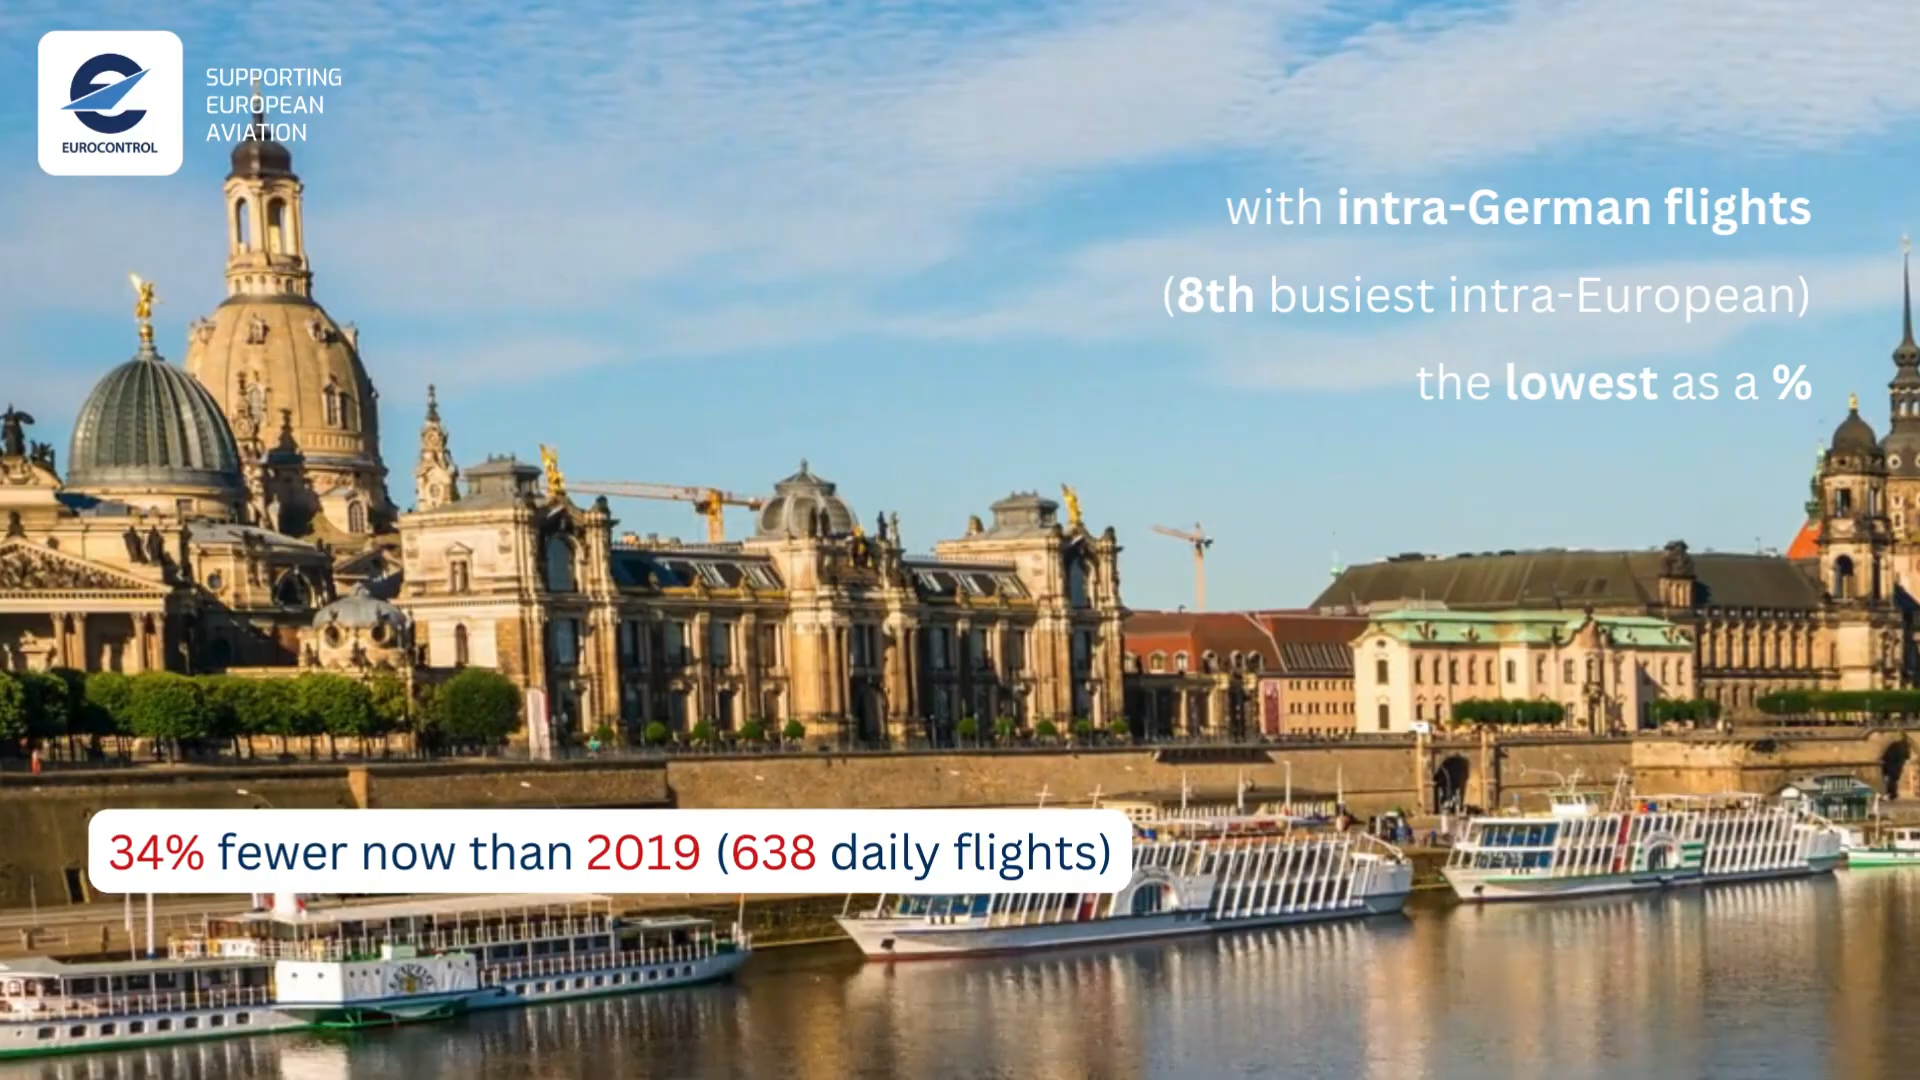 EUROCONTROL
SUPPORTING
EUROPEAN
AVIATION
with intra-German flights
(8th busiest intra-European)
the lowest as a %
34% fewer now than 2019 (638 daily flights)